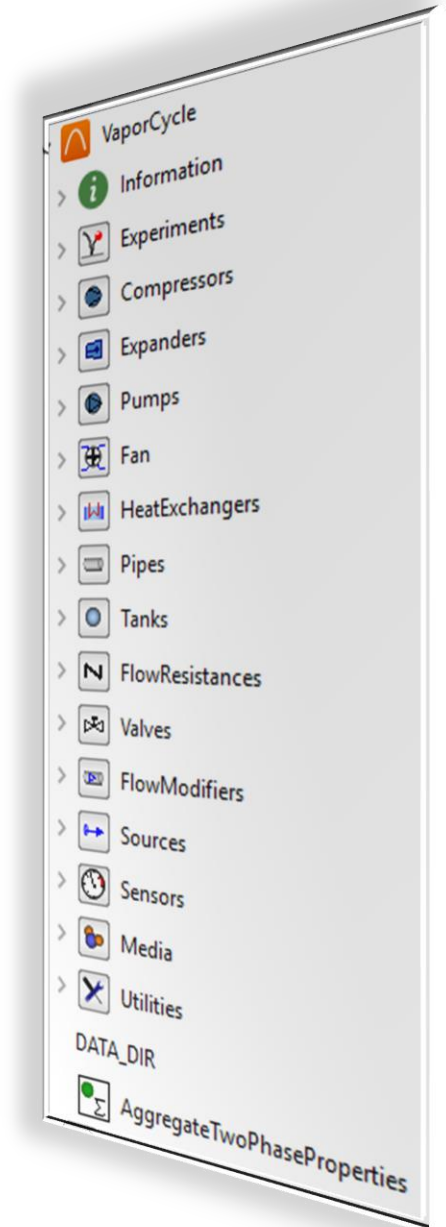 VaporCycle
Information
Experiments
Compressors
Expanders
Pumps
Fan
HeatExchangers
Pipes
Tanks
FlowResistances
Valves
FlowModifiers
Sources
Sensors
Media
Utilities
DATA_DIR
AggregateTwoPhaseProperties